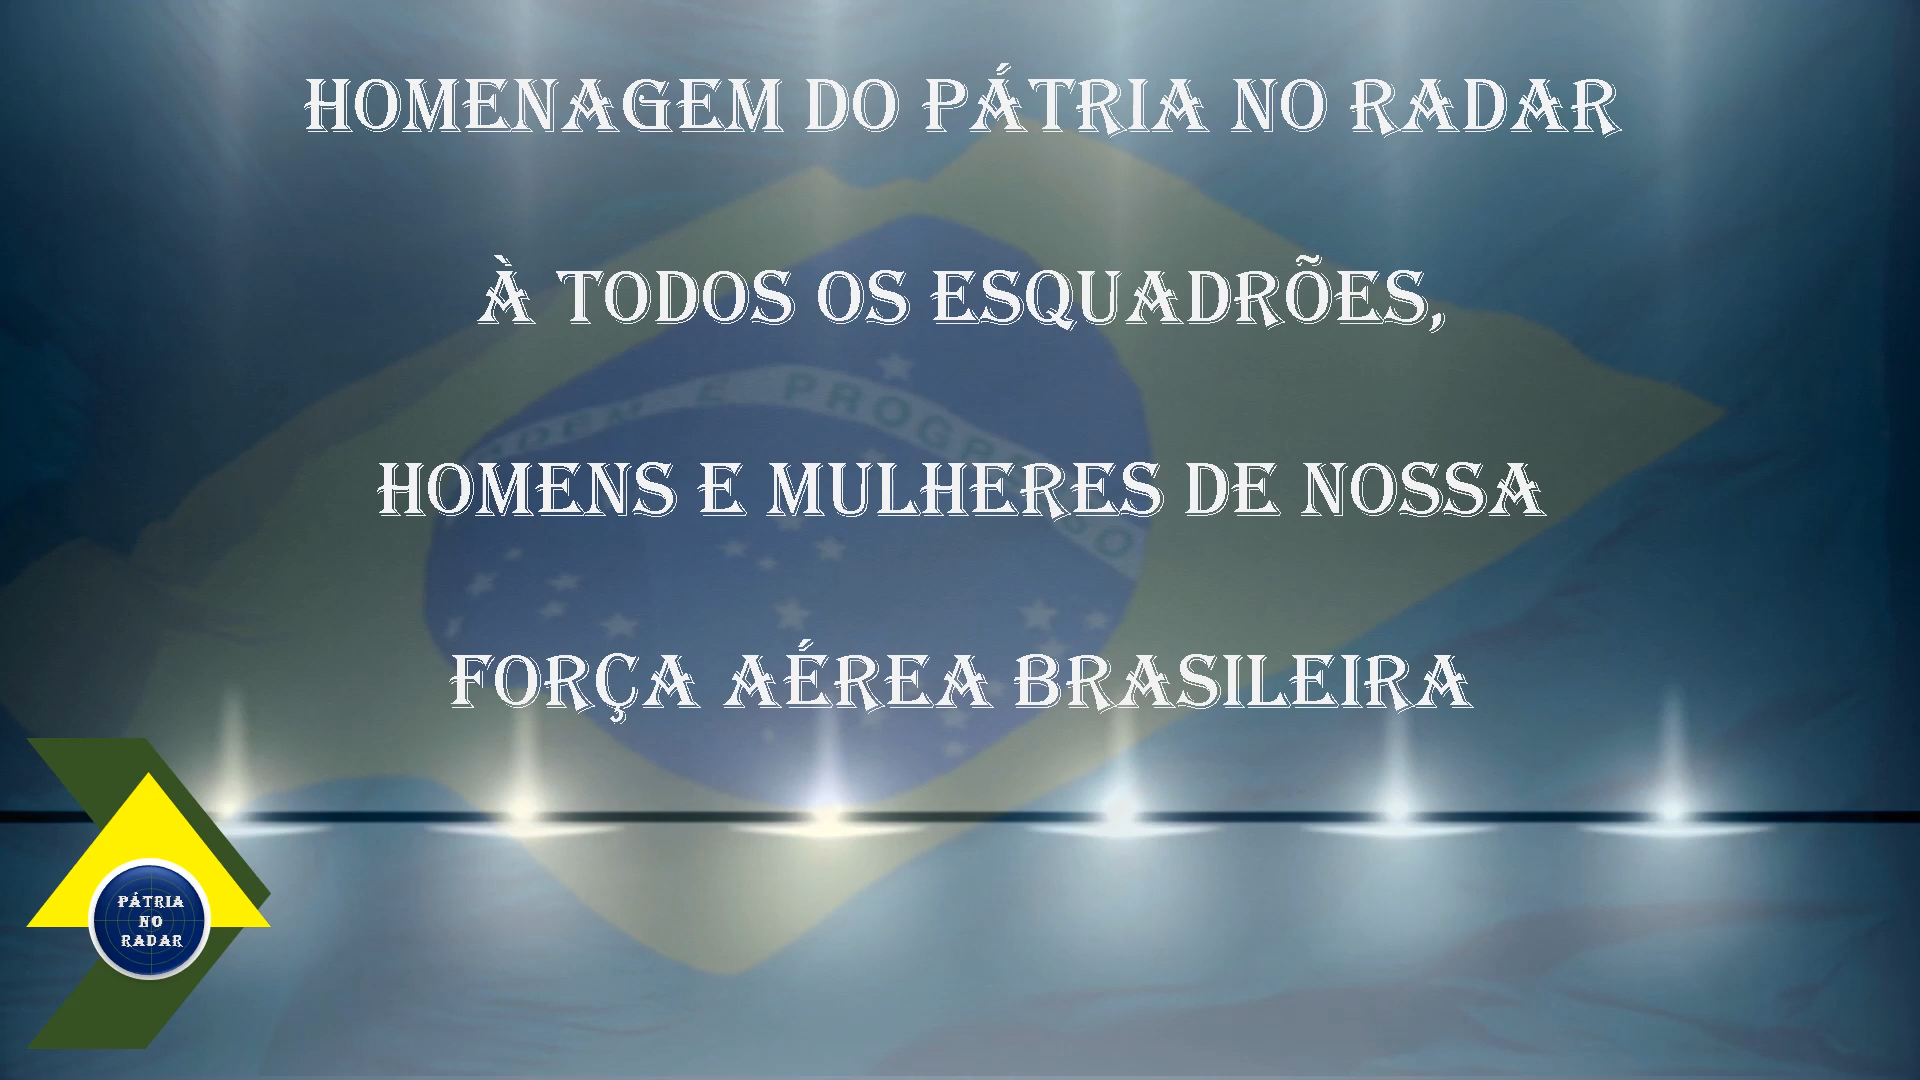 HOMENAGEM DO PÁTRIA NO RADAR
À TODOS OS ESQUADRÕES,
HOMENS E MULHERES DE NOSSA
FORÇA AÉREA BRASILEIRA
PÁTRIA
NO
RADAR